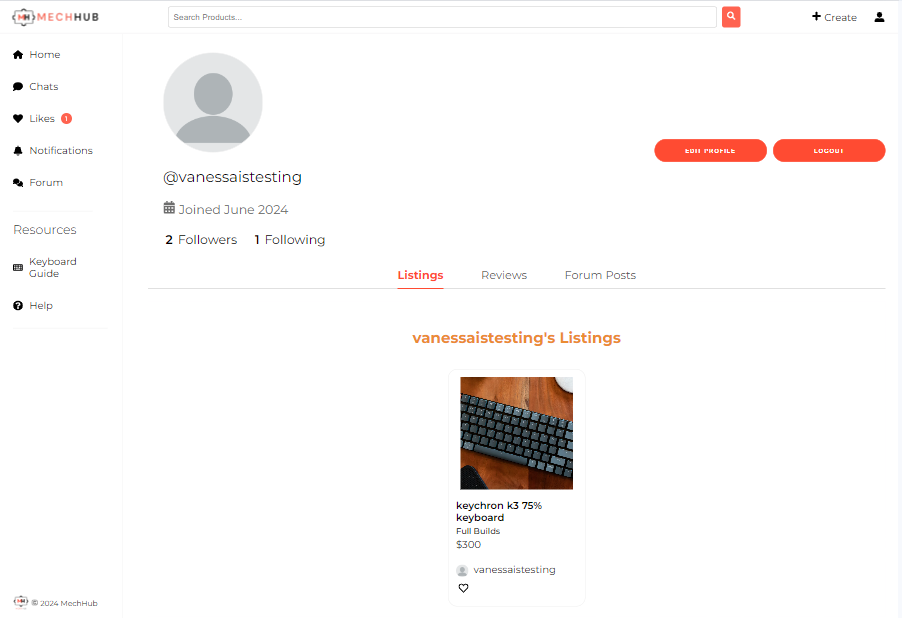 MECHHUB
Search Products...
Create
Home
Chats
Likes 1
Notifications
Forum
Resources
Keyboard
Guide
Help
EDIT PROFILE
LOGOUT
@vanessaistesting
Joined June 2024
2 Followers 1 Following
Listings Reviews Forum Posts
vanessaistesting's Listings
keychron k3 75%
keyboard
Full Builds
$300
vanessaistesting
© 2024 MechHub